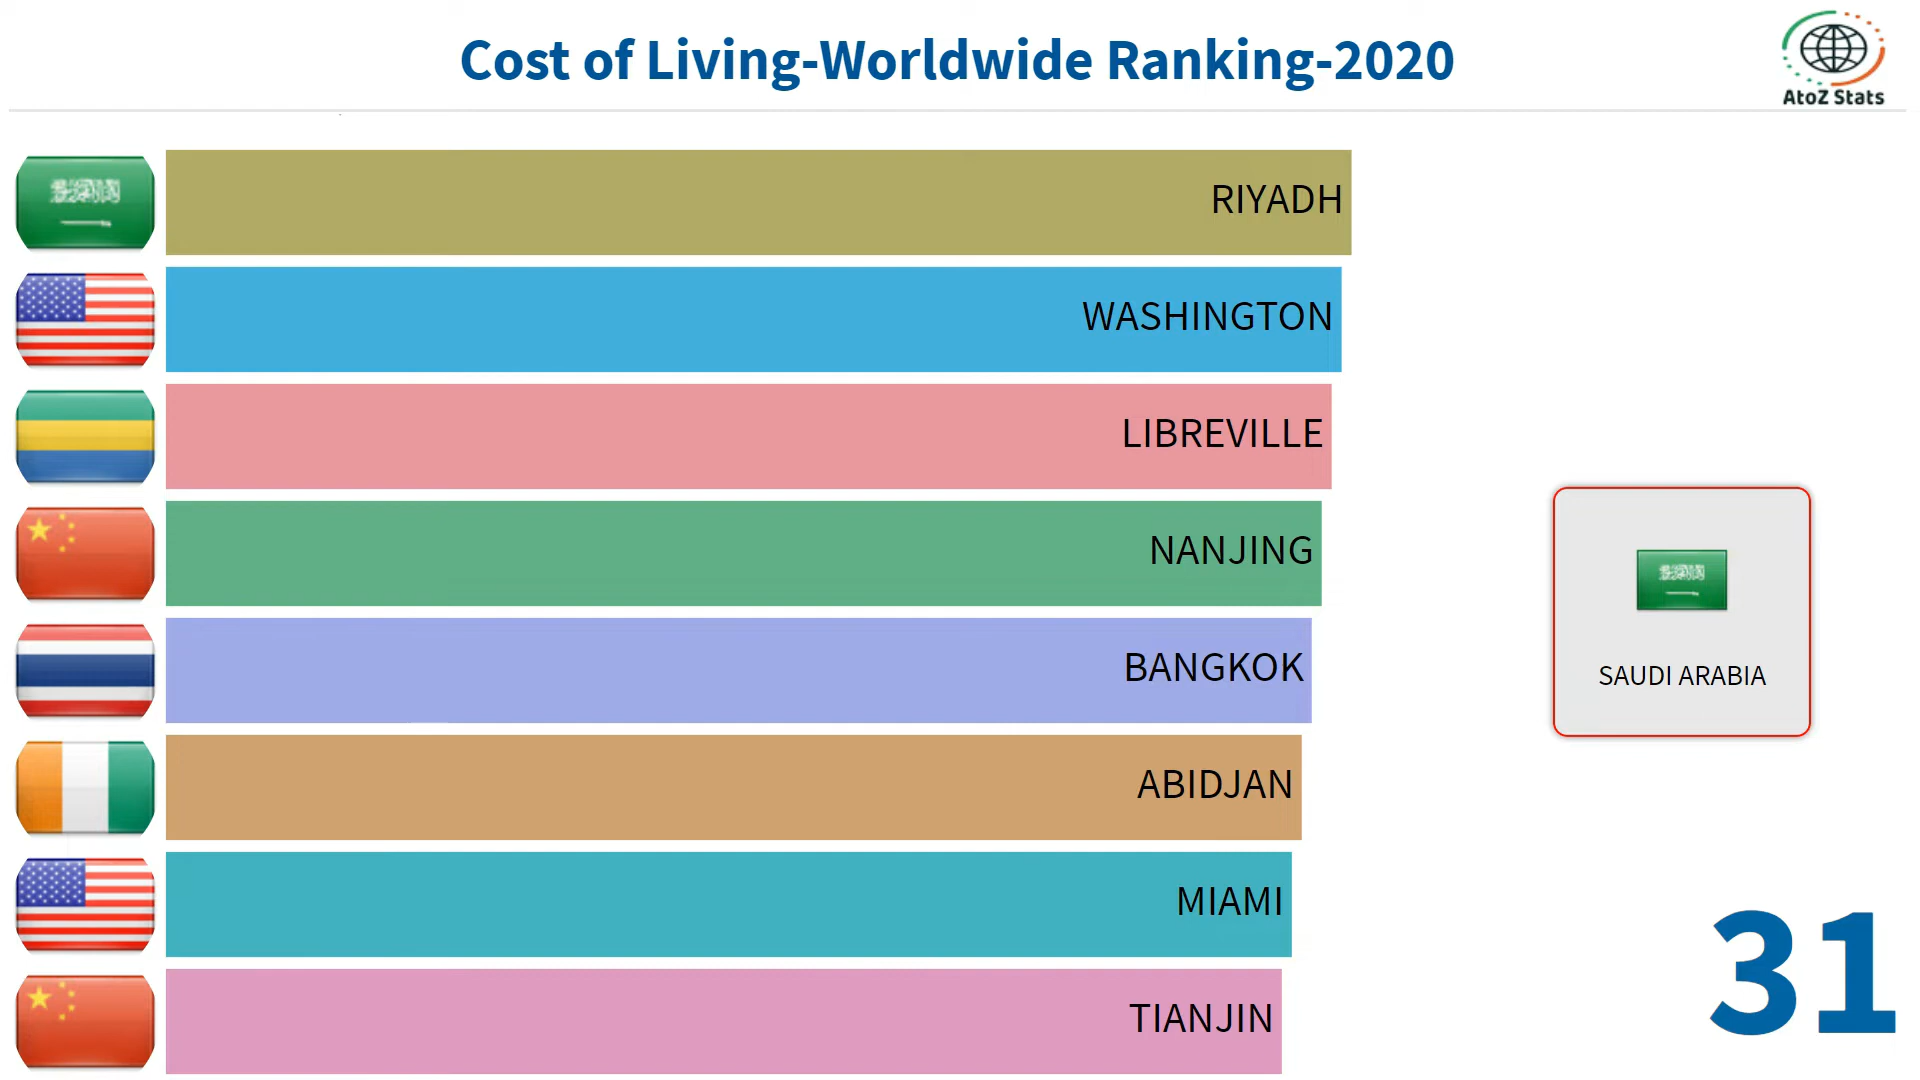 Cost of Living-Worldwide Ranking-2020
AtoZ Stats
RIYADH
WASHINGTON
LIBREVILLE
NANJING
BANGKOK
SAUDI ARABIA
ABIDJAN
MIAMI
31
TIANJIN